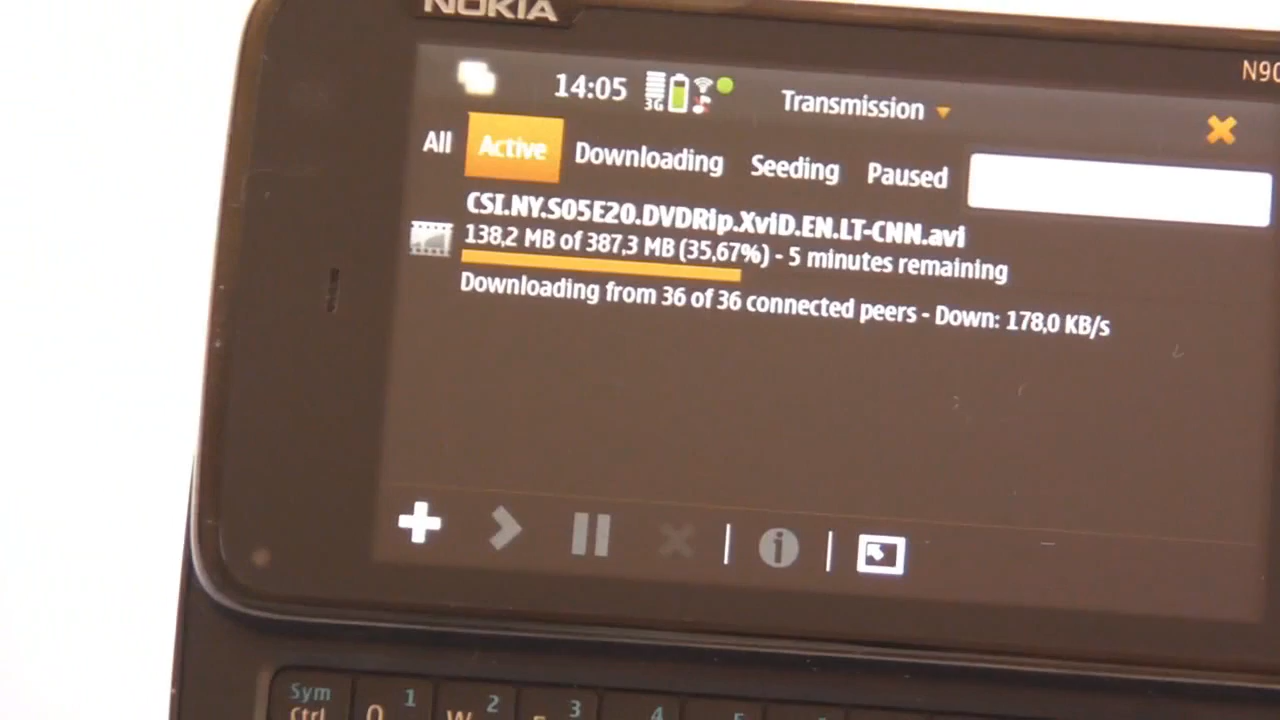 NOKIA
N90
14:05 3G Transmission
All Active Downloading Seeding Paused
CSI.NY.S05E20.DVDRip.XviD.EN.LT-CNN.avi
138,2 MB of 387,3 MB (35,67%) - 5 minutes remaining
Downloading from 36 of 36 connected peers - Down: 178,0 KB/s
Sym 1 2 3 4 5
Ctrl Q W